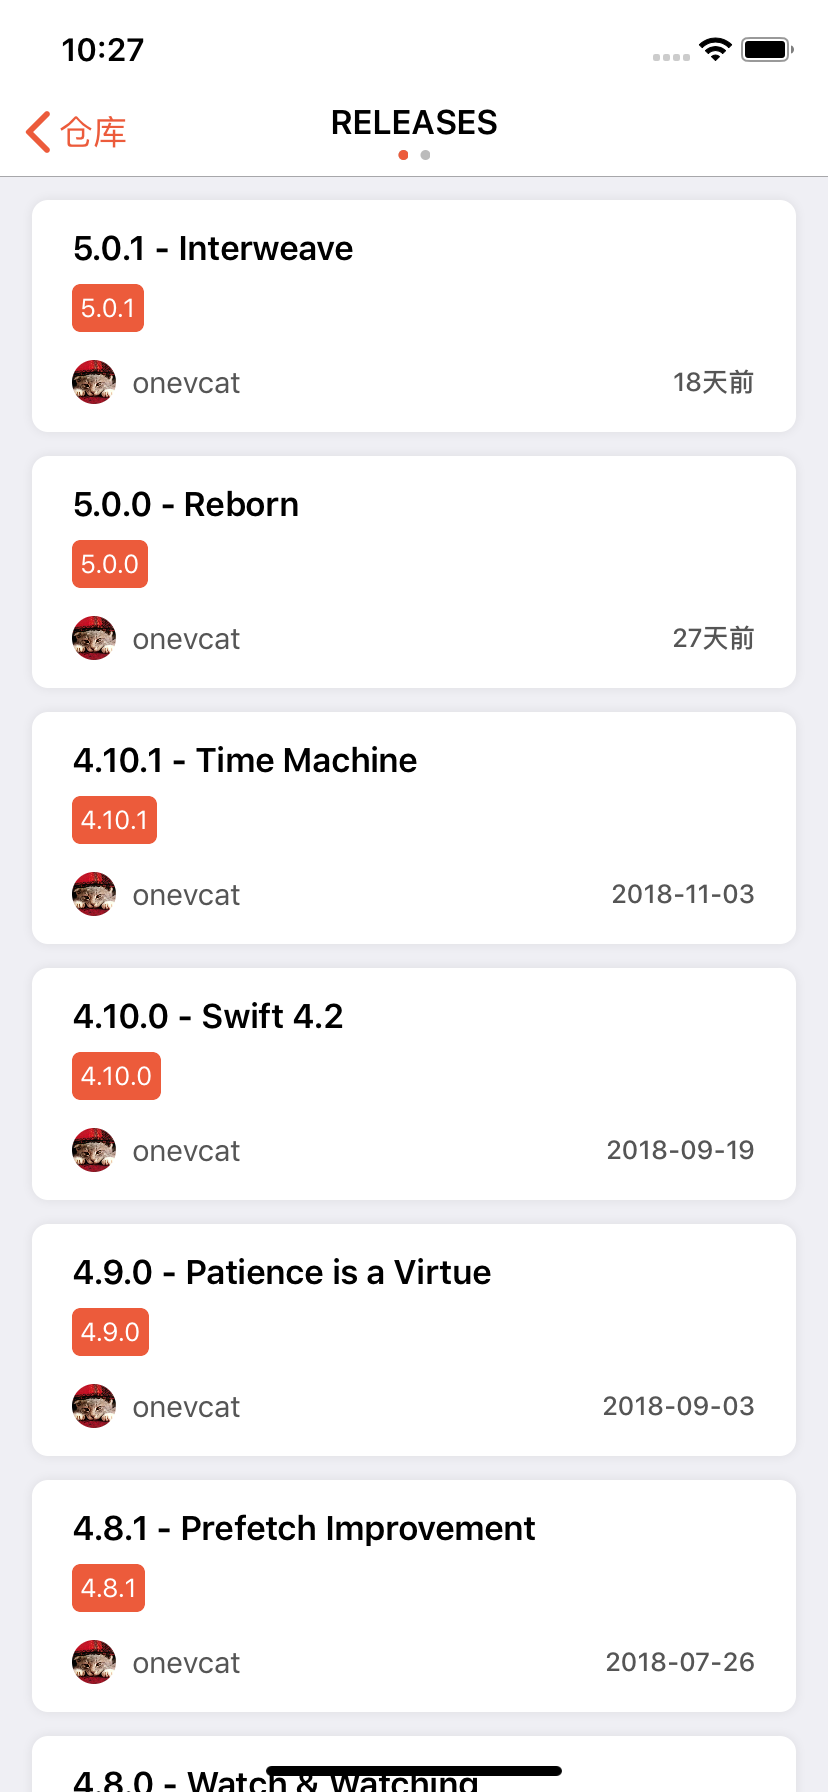 10:27
仓库
RELEASES
5.0.1 - Interweave
5.0.1
onevcat
18天前
5.0.0 - Reborn
5.0.0
onevcat
27天前
4.10.1 - Time Machine
4.10.1
onevcat
2018-11-03
4.10.0 - Swift 4.2
4.10.0
onevcat
2018-09-19
4.9.0 - Patience is a Virtue
4.9.0
onevcat
2018-09-03
4.8.1 - Prefetch Improvement
4.8.1
onevcat
2018-07-26
4.8.0 - Watch & Watching